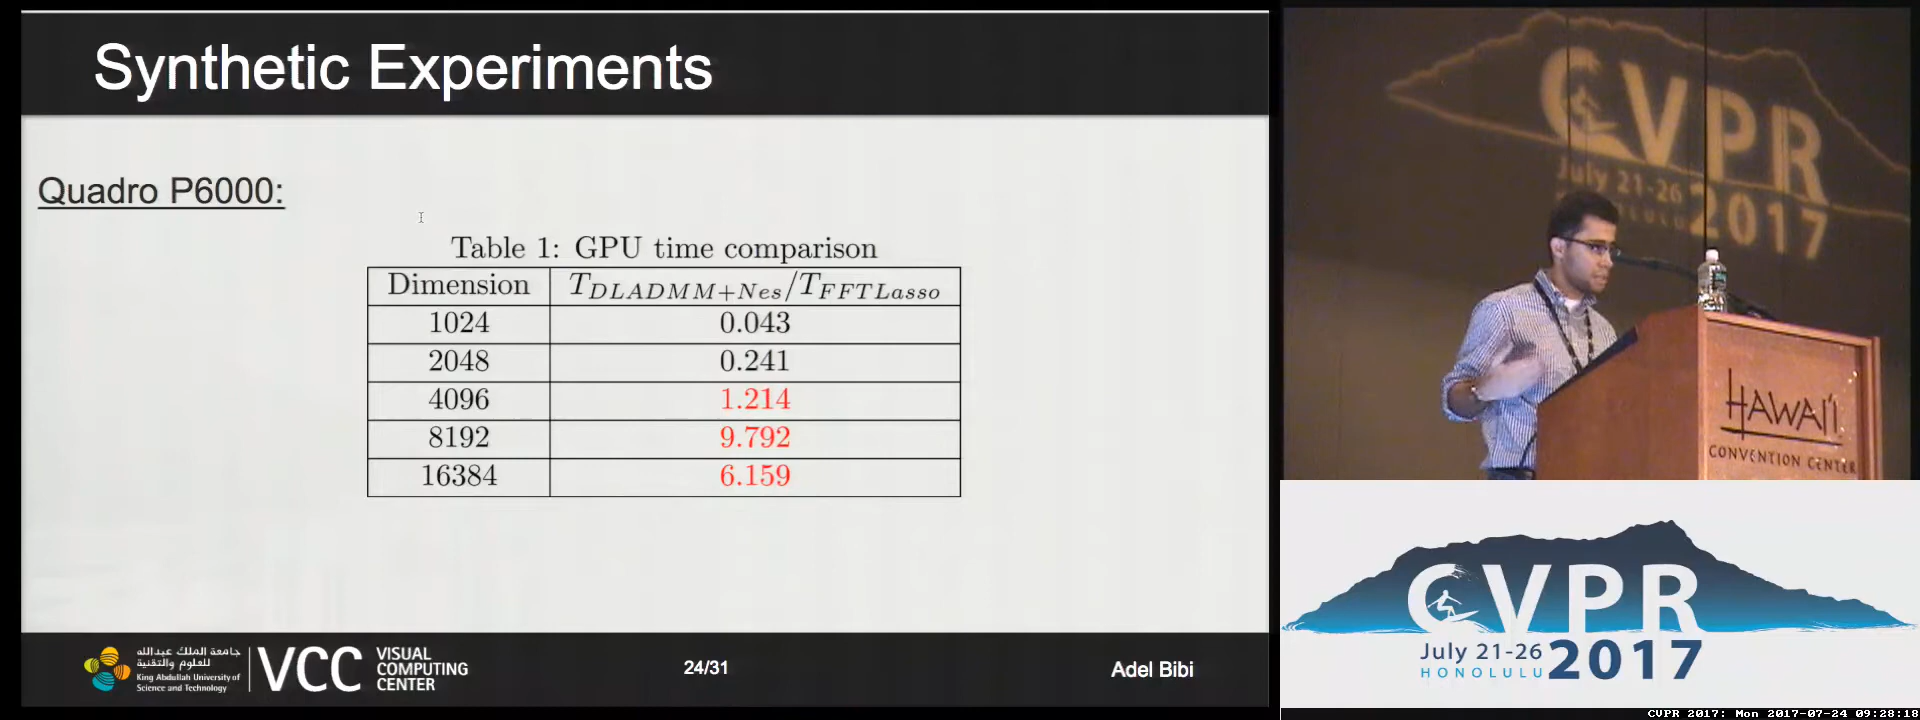 Synthetic Experiments
Quadro P6000:
Table 1: GPU time comparison
Dimension T_{DLADMM+Nes}/T_{FFTLasso}
1024 0.043
2048 0.241
4096 1.214
8192 9.792
16384 6.159
جامعة الملك عبدالله
للعلوم والتقنية
King Abdullah University of
Science and Technology
VCC
VISUAL
COMPUTING
CENTER
24/31
Adel Bibi
CVPR
July 21-26
2017
HAWAI'I
CONVENTION CENTER
CVPR
July 21-26
HONOLULU
2017
CVPR 2017: Mon 2017-07-24 09:28:18